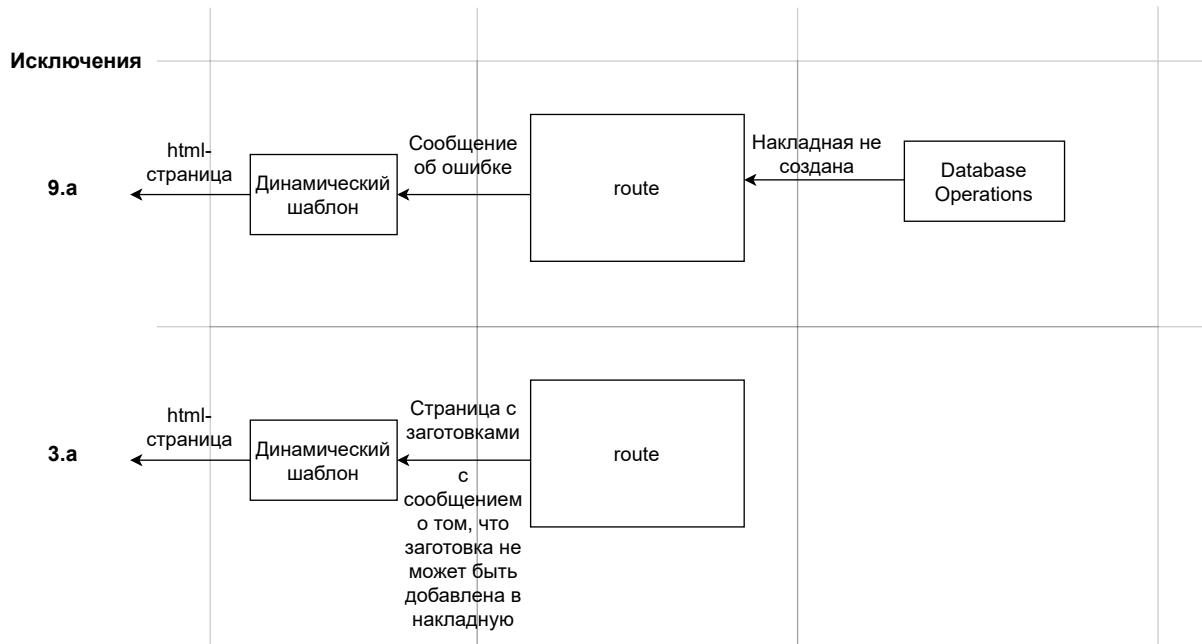 Исключения
9.a
html-
страница
Динамический
шаблон
Сообщение
об ошибке
route
Накладная не
создана
Database
Operations
3.a
html-
страница
Динамический
шаблон
Страница с
заготовками
с
сообщением
о том, что
заготовка не
может быть
добавлена в
накладную
route